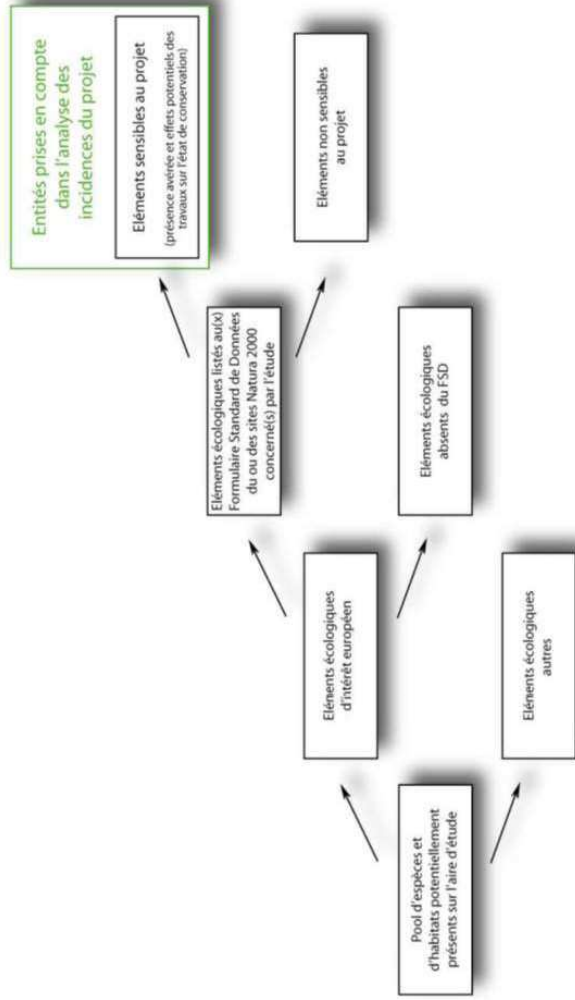 Pool d'espèces et
d'habitats potentiellement
présents sur l'aire d'étude
Eléments écologiques
d'intérêt européen
Eléments écologiques
autres
Eléments écologiques listés au(x)
Formulaire Standard de Données
du ou des sites Natura 2000
concerné(s) par l'étude
Eléments écologiques
absents du FSD
Entités prises en compte
dans l'analyse des
incidences du projet
Eléments sensibles au projet
(présence avérée et effets potentiels des
travaux sur l'état de conservation)
Eléments non sensibles
au projet